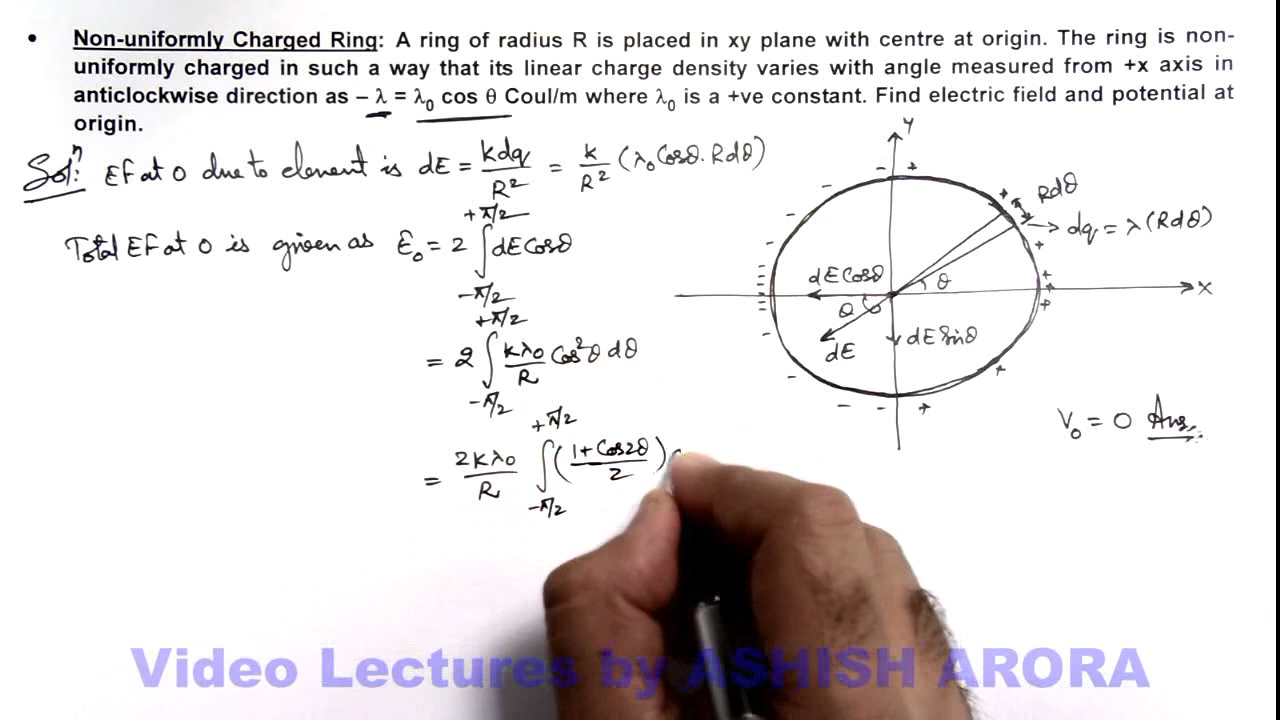 • Non-uniformly Charged Ring: A ring of radius R is placed in xy plane with centre at origin. The ring is non-
uniformly charged in such a way that its linear charge density varies with angle measured from +x axis in
anticlockwise direction as – λ = λ₀ cos θ Coul/m where λ₀ is a +ve constant. Find electric field and potential at
origin.
Solⁿ: EF at O due to element is dE = kdq/R² = k/R² (λ₀ Cosθ. Rdθ)
Total EF at O is given as E₀ = 2 ∫_{-π/2}^{+π/2} dE Cosθ
= 2 ∫_{-π/2}^{+π/2} kλ₀/R Cos²θ dθ
= 2kλ₀/R ∫_{-π/2}^{+π/2} (1+Cos2θ/2)
Y
Rdθ
dq = λ(Rdθ)
dE Cosθ
θ
X
θ
dE
dE Sinθ
V₀ = 0 Ans.
Video Lectures by ASHISH ARORA